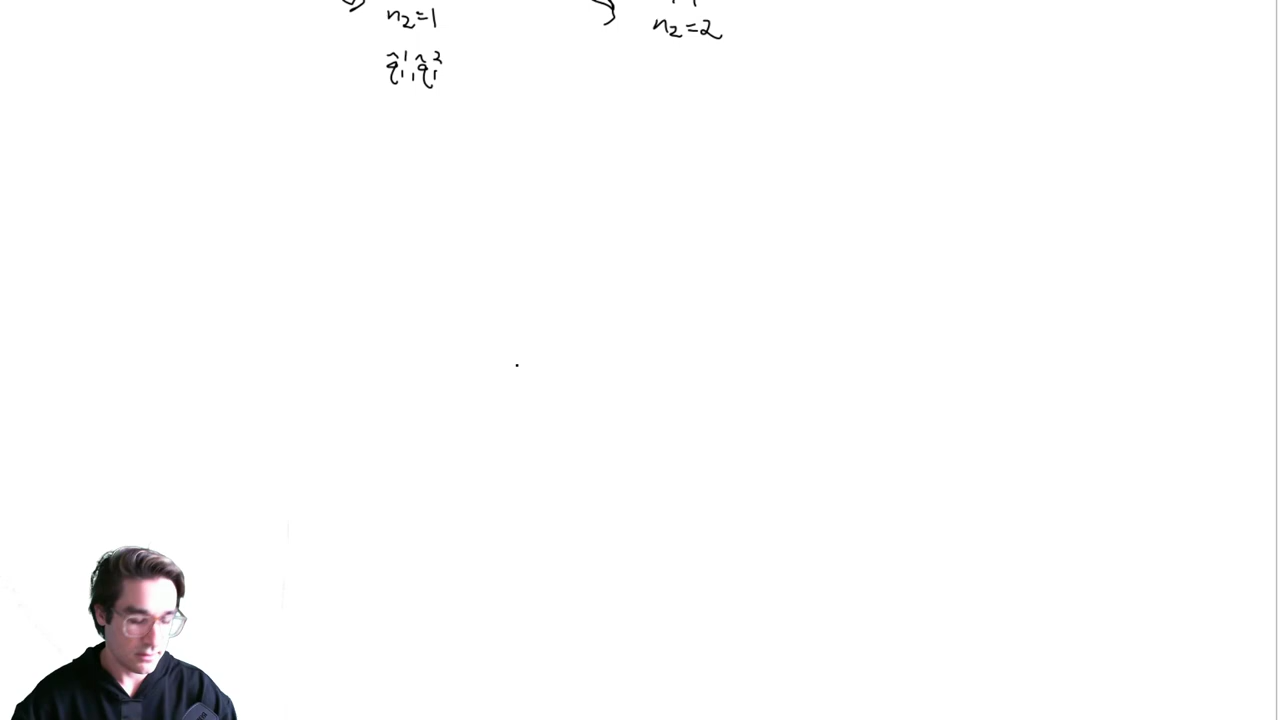 n₂=1
n₂=2
q̂₁¹, q̂₁²